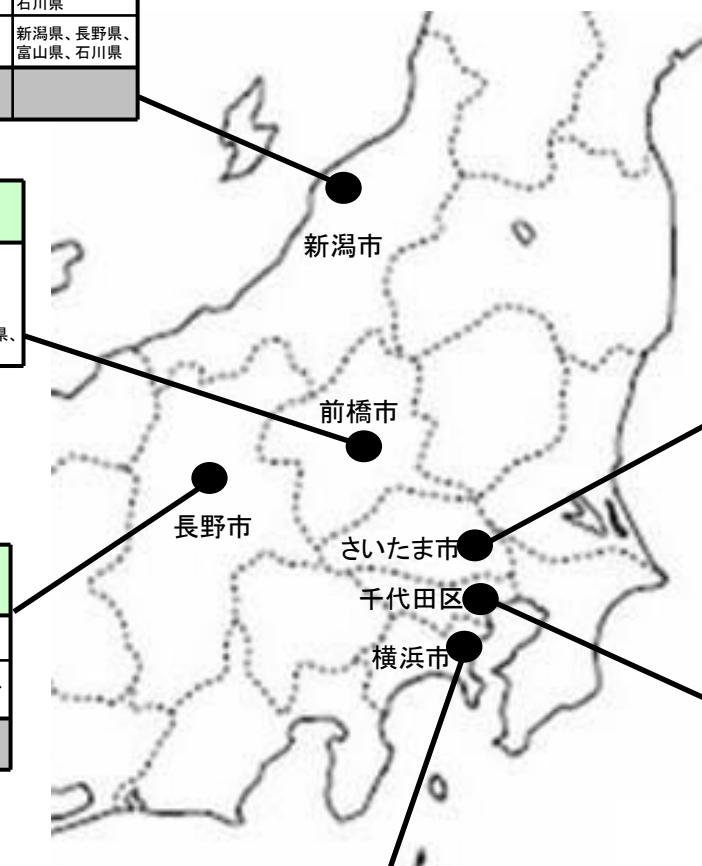 石川県
新潟県、長野県、
富山県、石川県
新潟市
県、
前橋市
長野市
さいたま市
千代田区
横浜市